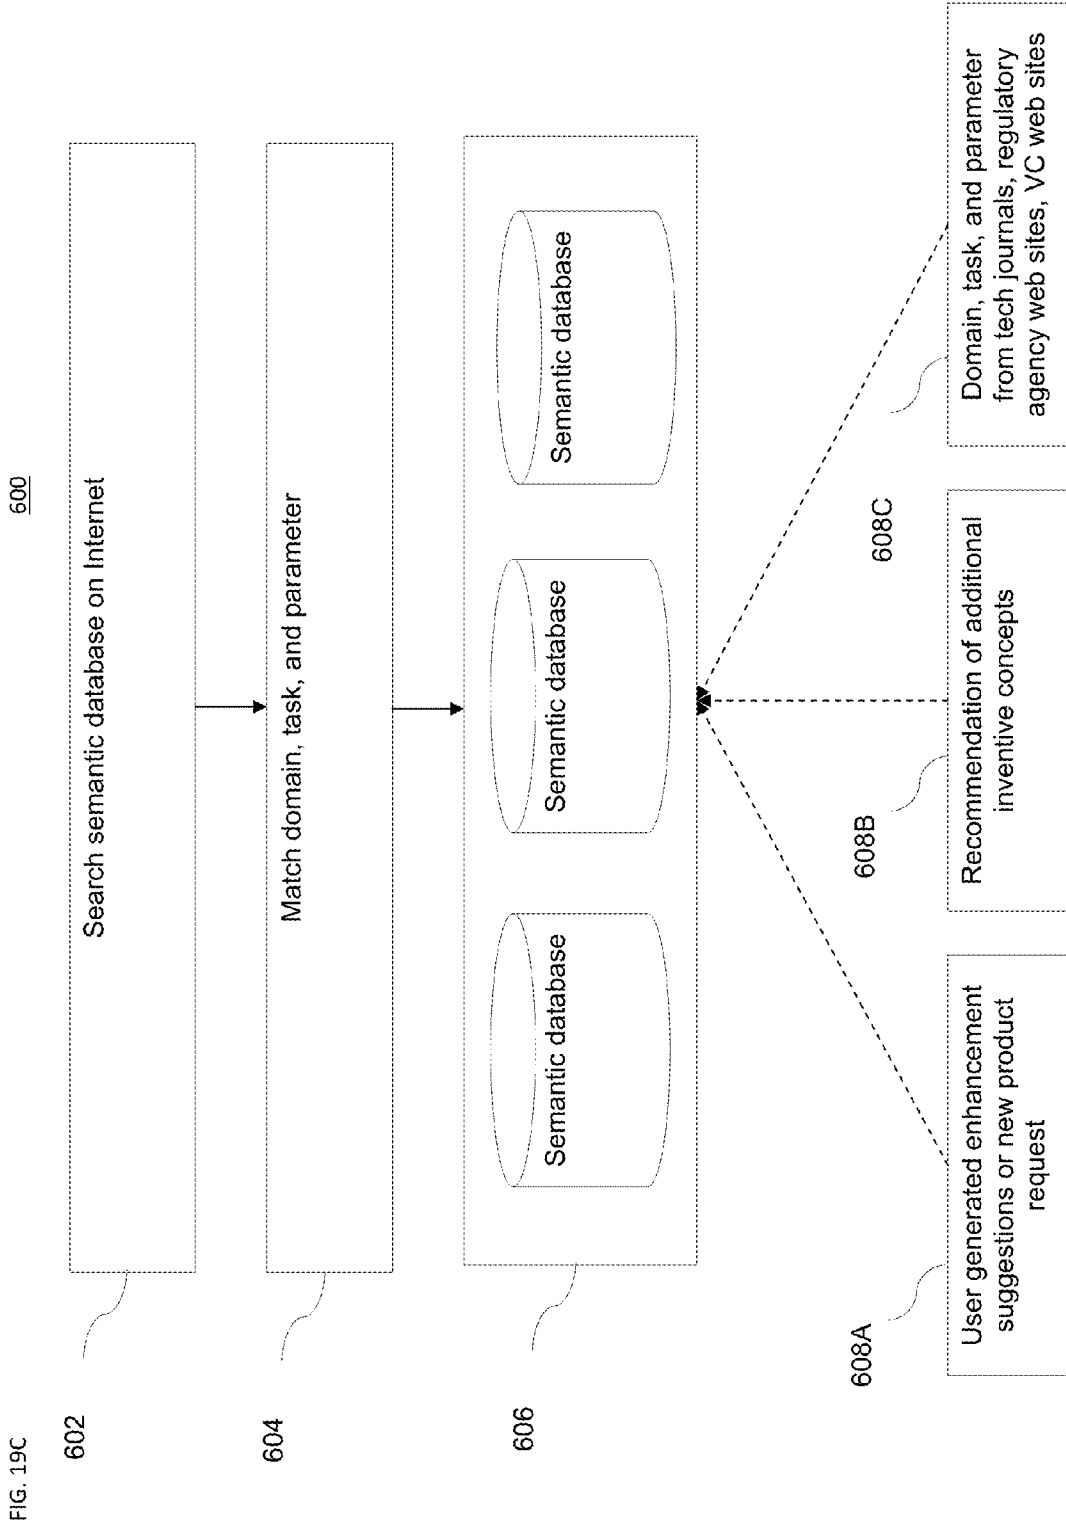 FIG. 19C
600
602
Search semantic database on Internet
604
Match domain, task, and parameter
606
Semantic database
Semantic database
Semantic database
608A
User generated enhancement
suggestions or new product
request
608B
Recommendation of additional
inventive concepts
608C
Domain, task, and parameter
from tech journals, regulatory
agency web sites, VC web sites